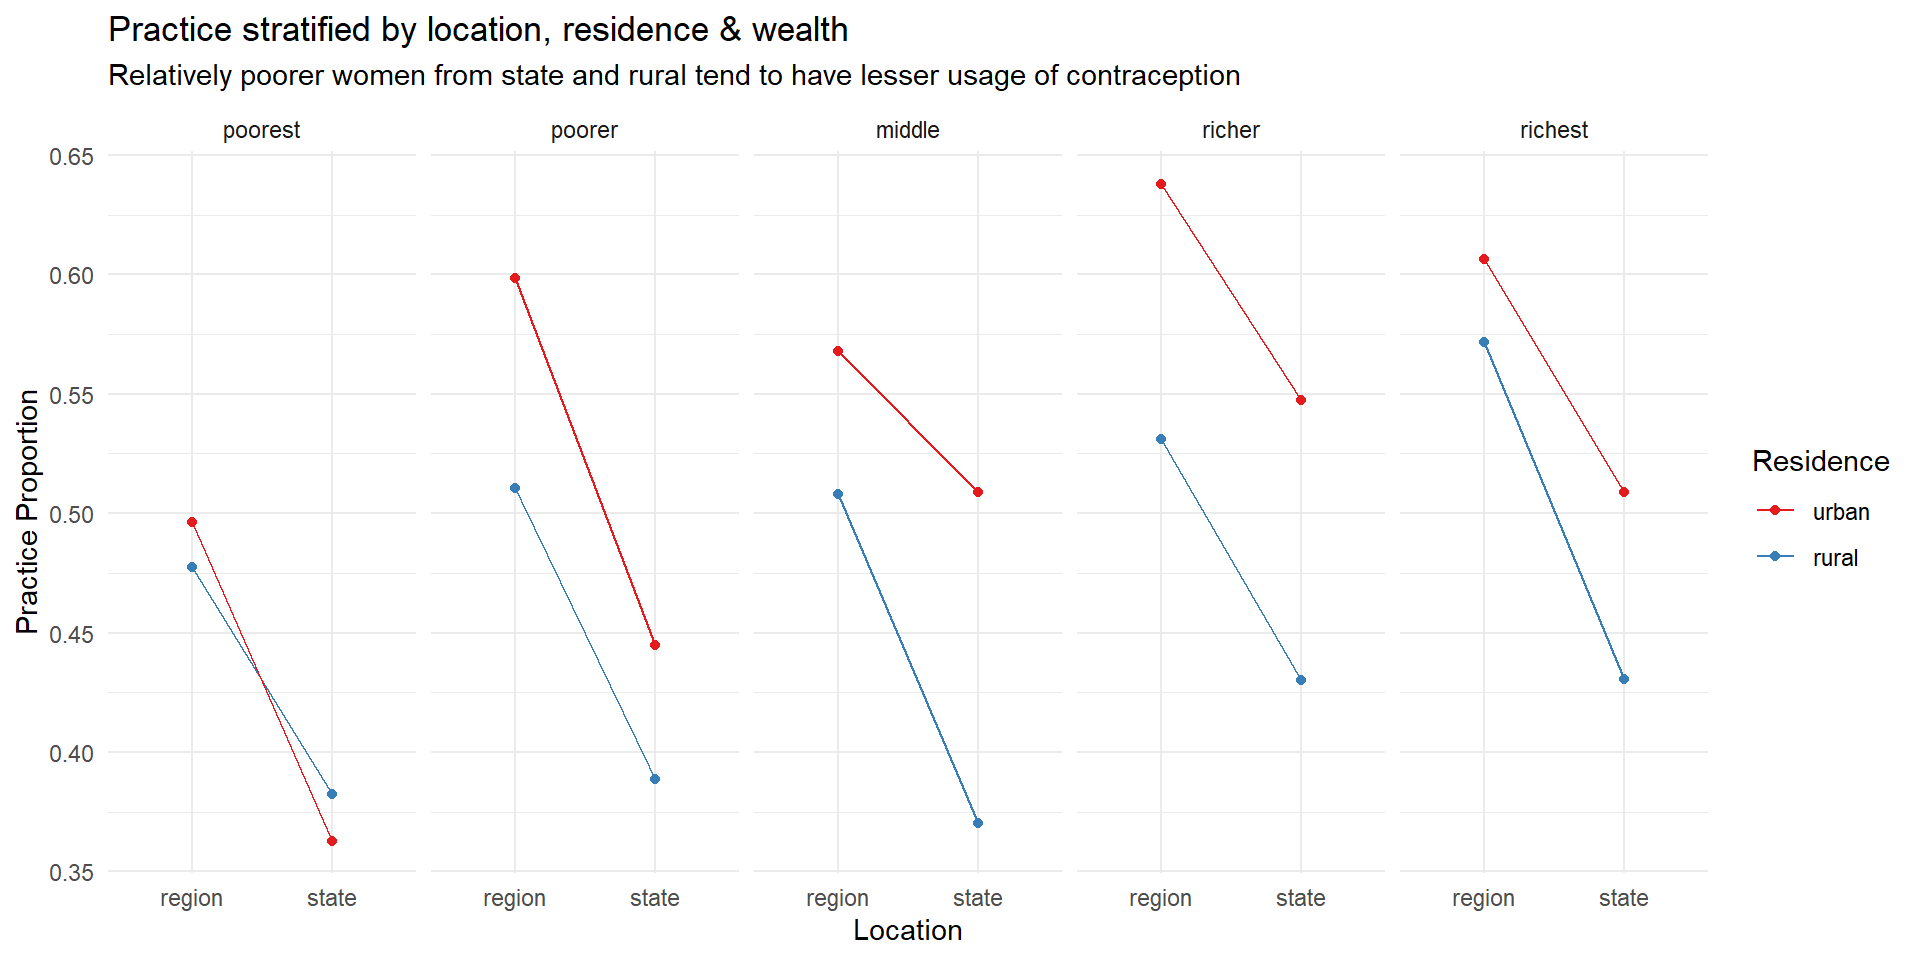 Practice stratified by location, residence & wealth
Relatively poorer women from state and rural tend to have lesser usage of contraception
poorest poorer middle richer richest
0.65
0.60
0.55
0.50
0.45
0.40
0.35
Practice Proportion
region state region state region state region state region state
Location
Residence
urban
rural